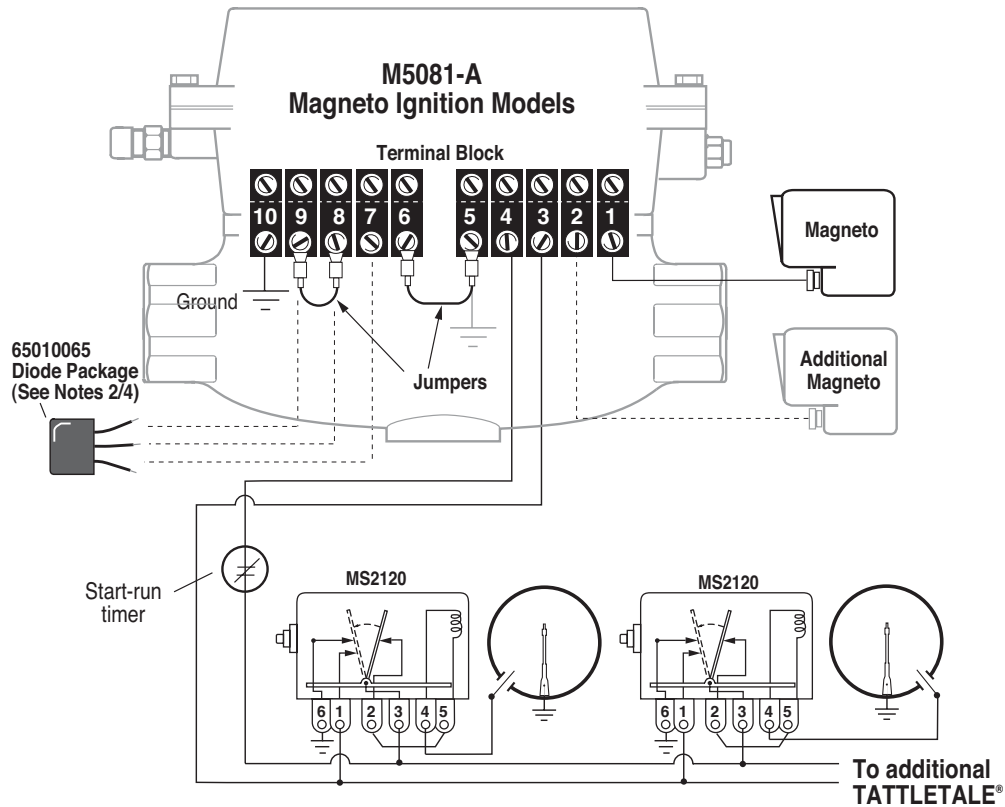 M5081-A
Magneto Ignition Models
Terminal Block
10 9 8 7 6 5 4 3 2 1
Magneto
Ground
65010065
Diode Package
(See Notes 2/4)
Jumpers
Additional
Magneto
Start-run
timer
MS2120
MS2120
6 1 2 3 4 5
6 1 2 3 4 5
To additional
TATTLETALE®